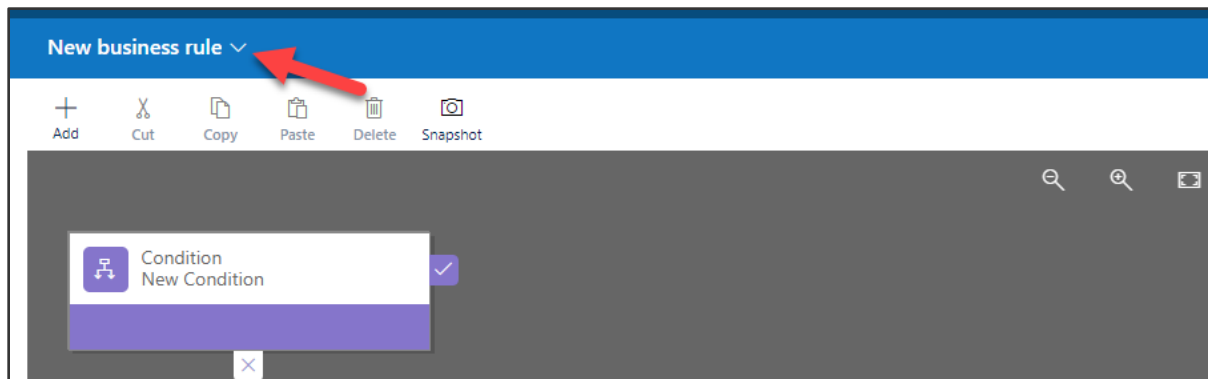 New business rule
Add Cut Copy Paste Delete Snapshot
Condition
New Condition